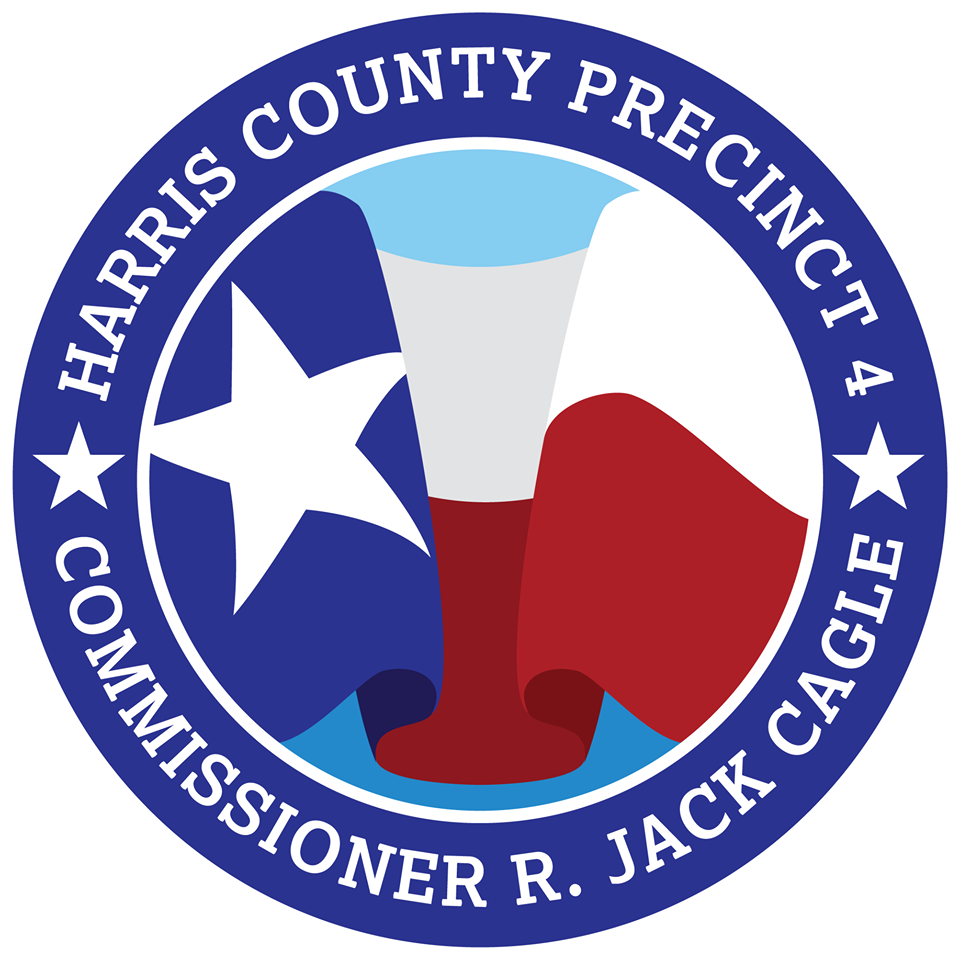 HARRIS COUNTY PRECINCT 4
COMMISSIONER R. JACK CAGLE